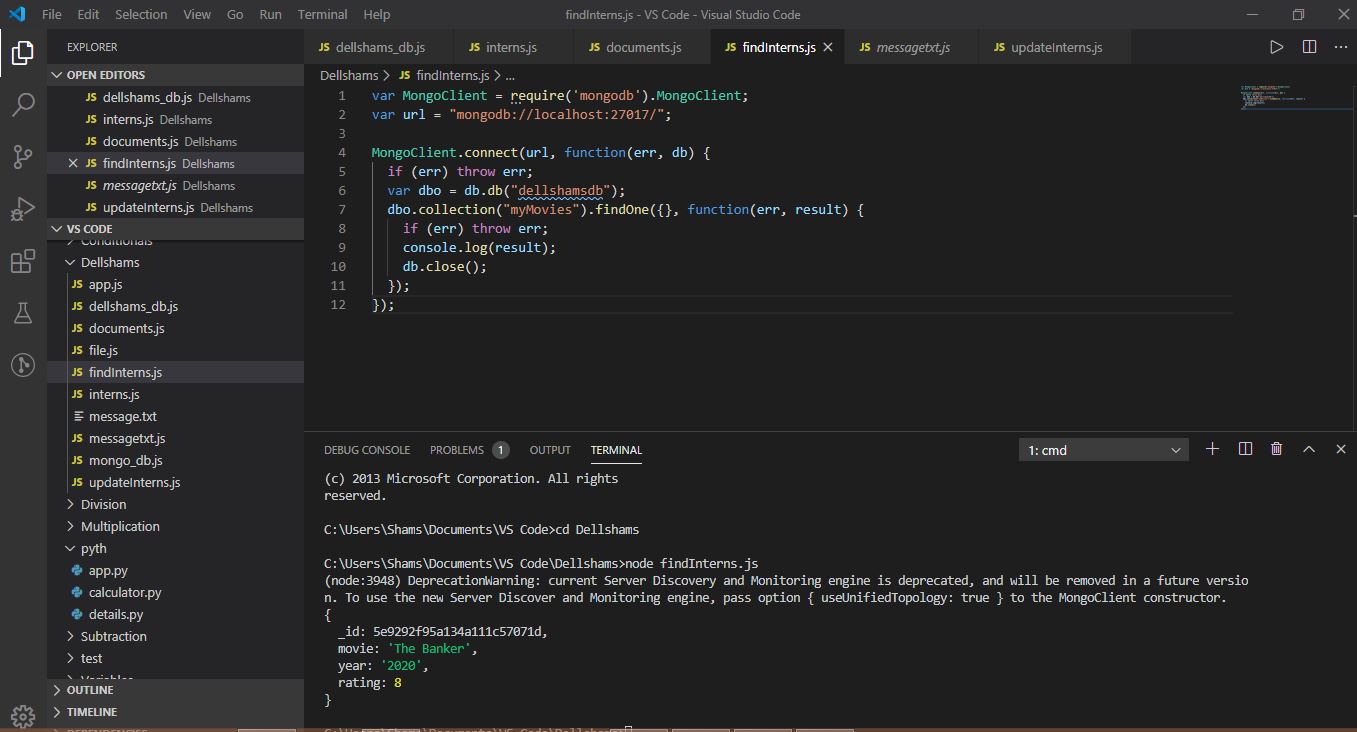 File Edit Selection View Go Run Terminal Help findInterns.js - VS Code - Visual Studio Code
EXPLORER
OPEN EDITORS
JS dellshams_db.js Dellshams
JS interns.js Dellshams
JS documents.js Dellshams
JS findInterns.js Dellshams
JS messagetxt.js Dellshams
JS updateInterns.js Dellshams
VS CODE
Conditionals
Dellshams
JS app.js
JS dellshams_db.js
JS documents.js
JS file.js
JS findInterns.js
JS interns.js
message.txt
JS messagetxt.js
JS mongo_db.js
JS updateInterns.js
Division
Multiplication
pyth
app.py
calculator.py
details.py
Subtraction
test
Variables
OUTLINE
TIMELINE
DEPENDENCIES
JS dellshams_db.js JS interns.js JS documents.js JS findInterns.js JS messagetxt.js JS updateInterns.js
Dellshams > JS findInterns.js > ...
1 var MongoClient = require('mongodb').MongoClient;
2 var url = "mongodb://localhost:27017/";
3
4 MongoClient.connect(url, function(err, db) {
5 if (err) throw err;
6 var dbo = db.db("dellshamsdb");
7 dbo.collection("myMovies").findOne({}, function(err, result) {
8 if (err) throw err;
9 console.log(result);
10 db.close();
11 });
12 });
DEBUG CONSOLE PROBLEMS 1 OUTPUT TERMINAL 1: cmd
(c) 2013 Microsoft Corporation. All rights
reserved.
C:\Users\Shams\Documents\VS Code>cd Dellshams
C:\Users\Shams\Documents\VS Code\Dellshams>node findInterns.js
(node:3948) DeprecationWarning: current Server Discovery and Monitoring engine is deprecated, and will be removed in a future versio
n. To use the new Server Discover and Monitoring engine, pass option { useUnifiedTopology: true } to the MongoClient constructor.
{
_id: 5e9292f95a134a111c57071d,
movie: 'The Banker',
year: '2020',
rating: 8
}
C:\Users\Shams\Documents\VS Code\Dellshams>